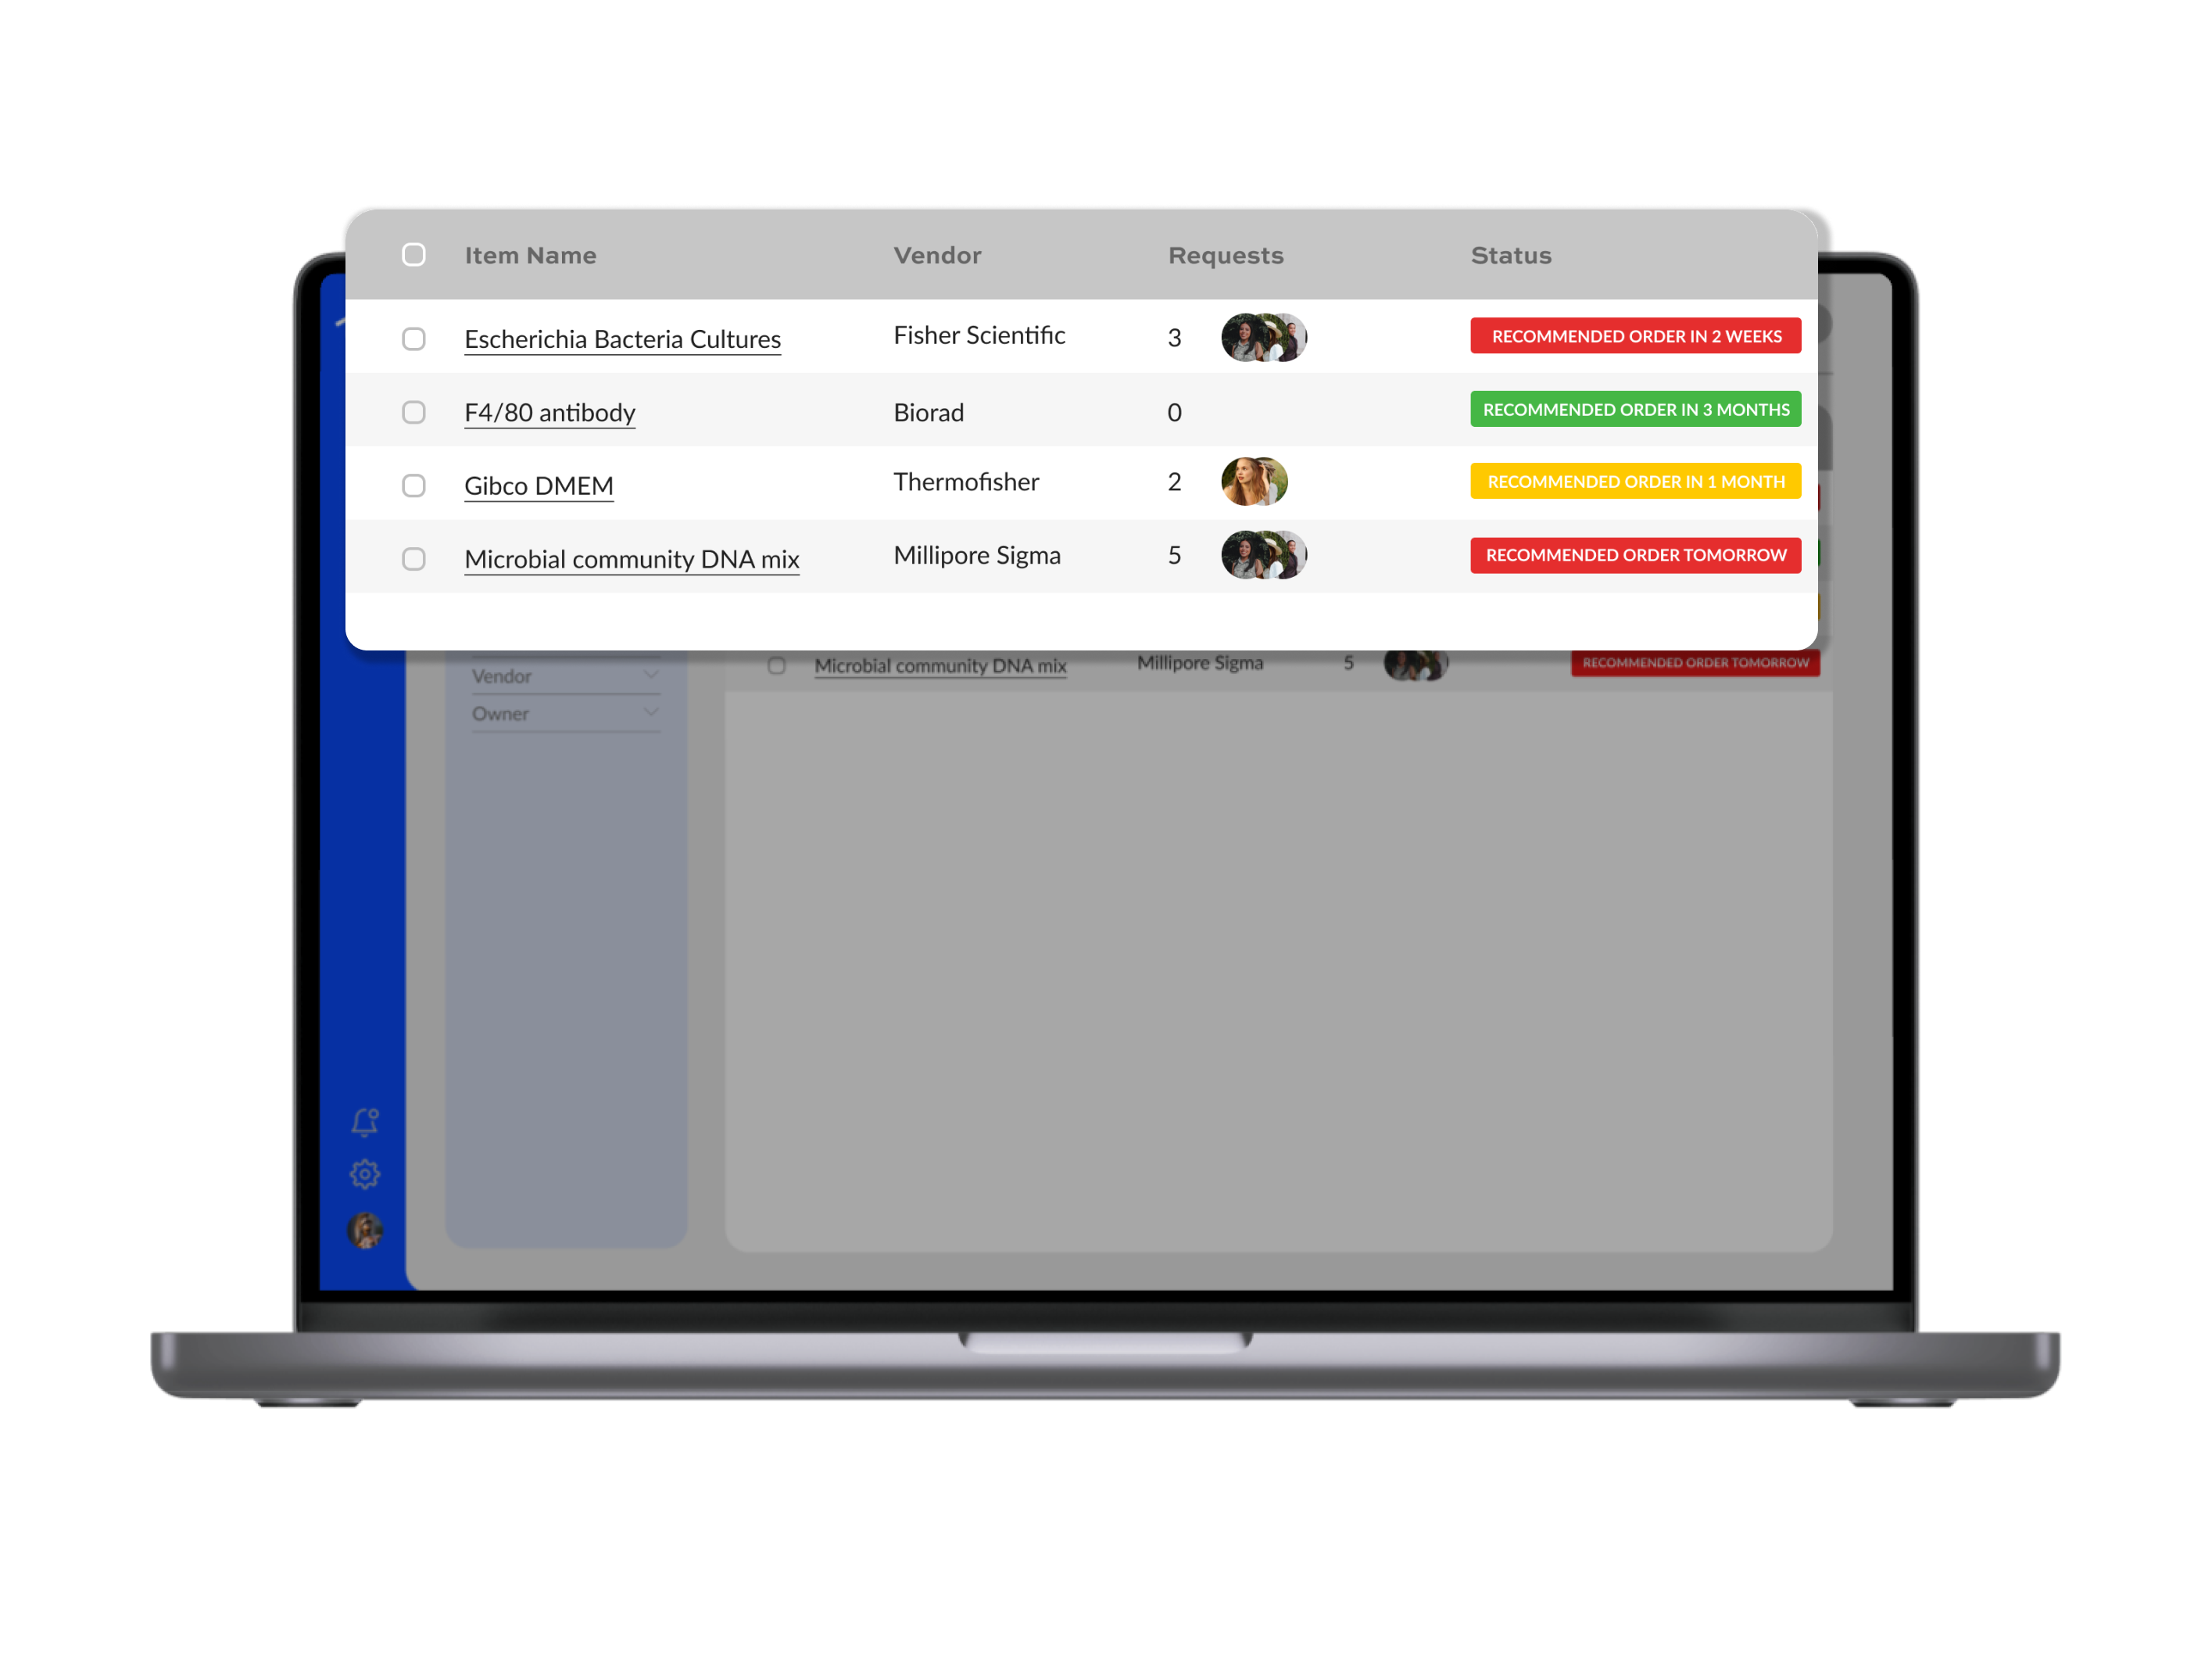 Item Name Vendor Requests Status
Escherichia Bacteria Cultures Fisher Scientific 3 RECOMMENDED ORDER IN 2 WEEKS
F4/80 antibody Biorad 0 RECOMMENDED ORDER IN 3 MONTHS
Gibco DMEM Thermofisher 2 RECOMMENDED ORDER IN 1 MONTH
Microbial community DNA mix Millipore Sigma 5 RECOMMENDED ORDER TOMORROW
Vendor
Owner
Microbial community DNA mix Millipore Sigma 5 RECOMMENDED ORDER TOMORROW